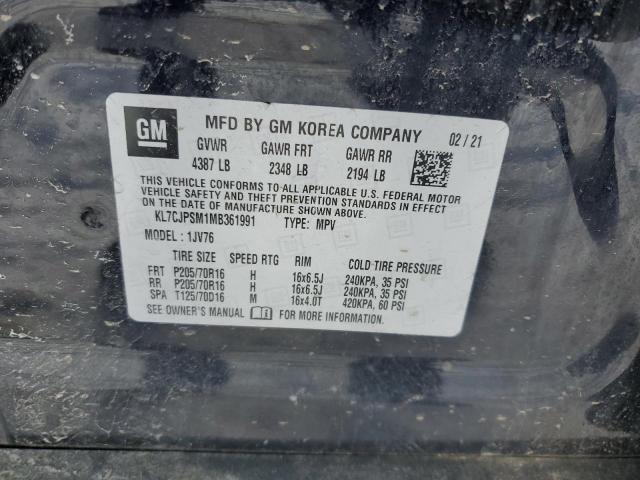 GM
MFD BY GM KOREA COMPANY 02/21
GVWR GAWR FRT GAWR RR
4387 LB 2348 LB 2194 LB
THIS VEHICLE CONFORMS TO ALL APPLICABLE U.S. FEDERAL MOTOR
VEHICLE SAFETY AND THEFT PREVENTION STANDARDS IN EFFECT
ON THE DATE OF MANUFACTURE SHOWN ABOVE.
KL7CJPSM1MB361991 TYPE: MPV
MODEL: 1JV76
TIRE SIZE SPEED RTG RIM COLD TIRE PRESSURE
FRT P205/70R16 H 16x6.5J 240KPA, 35 PSI
RR P205/70R16 H 16x6.5J 240KPA, 35 PSI
SPA T125/70D16 M 16x4.0T 420KPA, 60 PSI
SEE OWNER'S MANUAL FOR MORE INFORMATION.